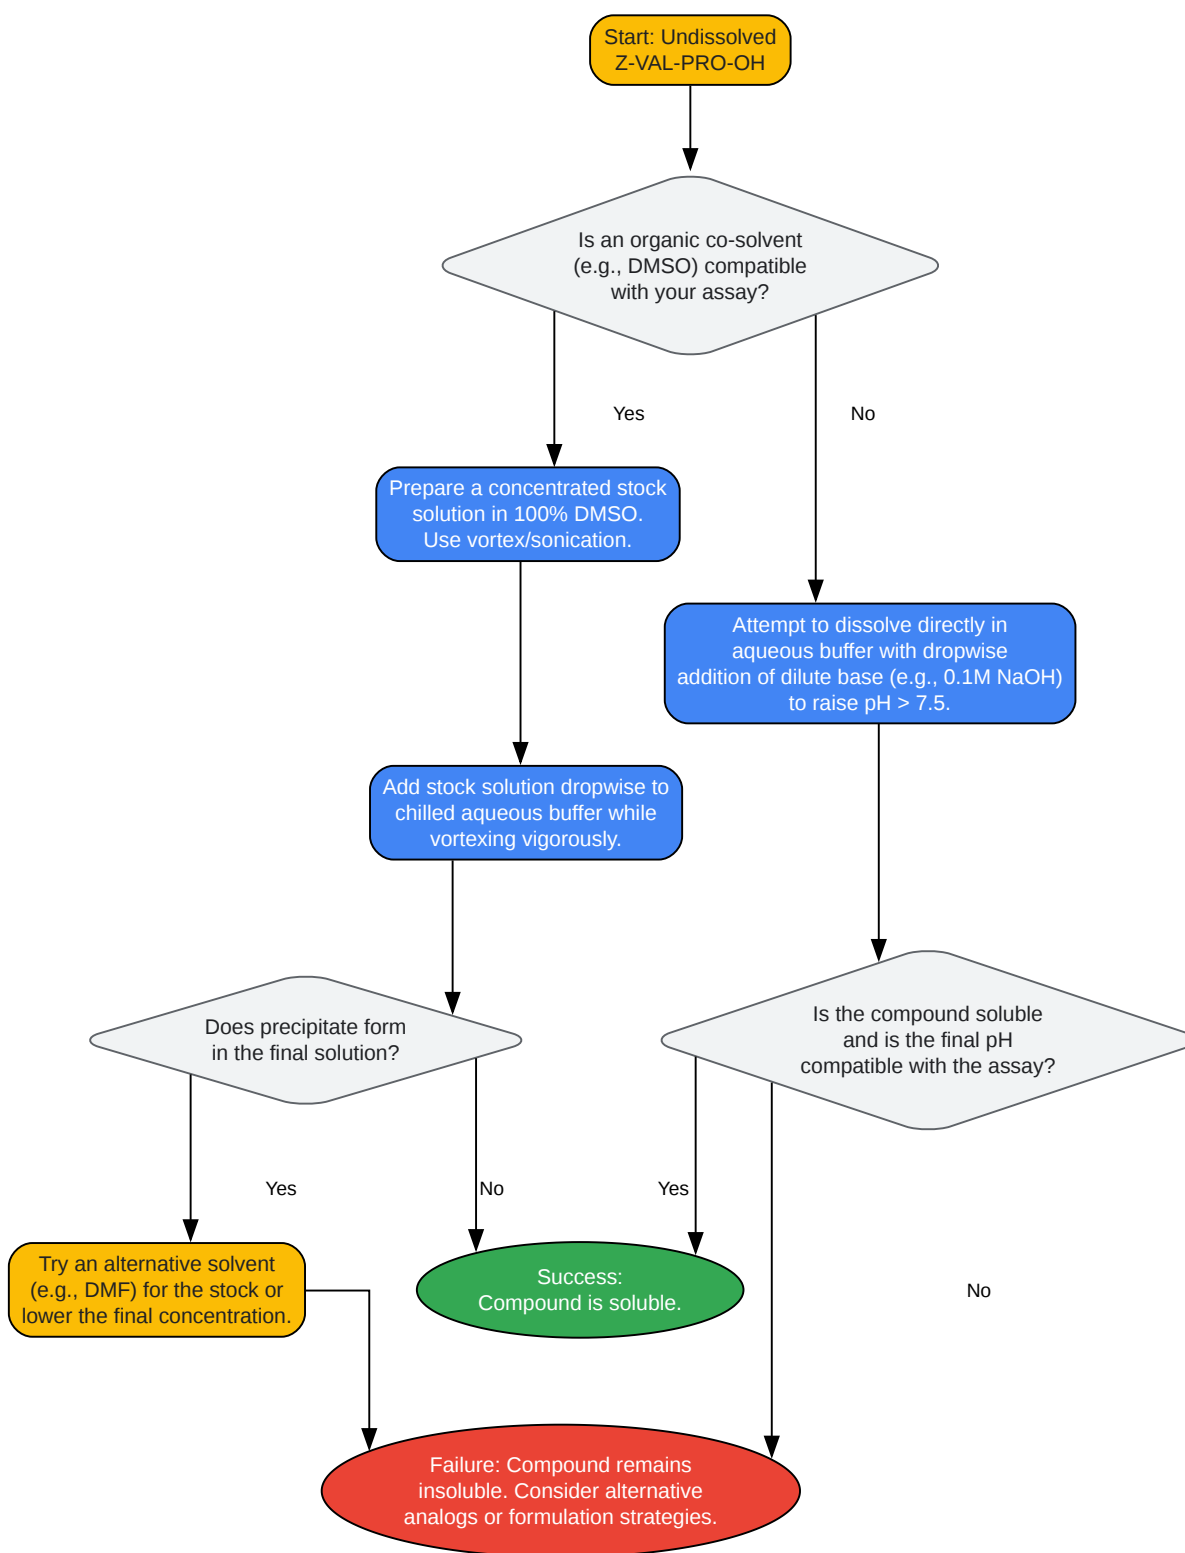 Start: Undissolved
Z-VAL-PRO-OH
Is an organic co-solvent
(e.g., DMSO) compatible
with your assay?
Yes
No
Prepare a concentrated stock
solution in 100% DMSO.
Use vortex/sonication.
Attempt to dissolve directly in
aqueous buffer with dropwise
addition of dilute base (e.g., 0.1M NaOH)
to raise pH > 7.5.
Add stock solution dropwise to
chilled aqueous buffer while
vortexing vigorously.
Does precipitate form
in the final solution?
Is the compound soluble
and is the final pH
compatible with the assay?
Yes
No
Yes
No
Try an alternative solvent
(e.g., DMF) for the stock or
lower the final concentration.
Success:
Compound is soluble.
Failure: Compound remains
insoluble. Consider alternative
analogs or formulation strategies.